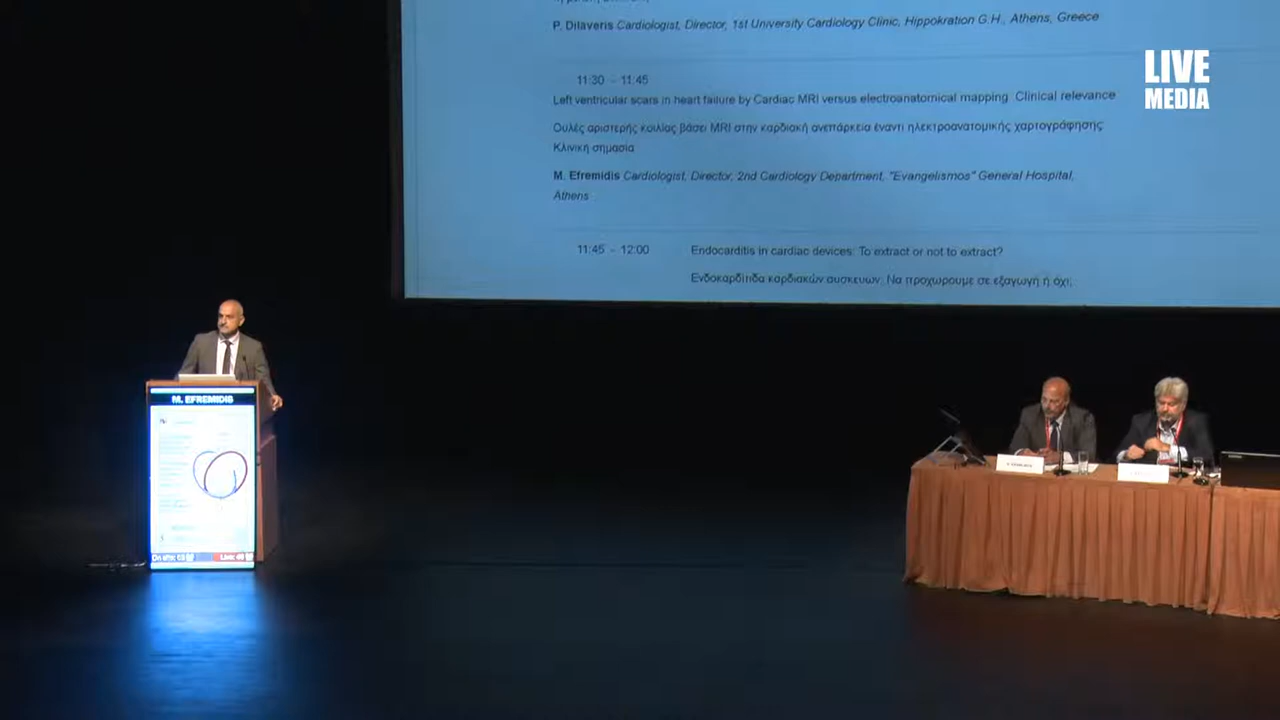 P. Dilaveris Cardiologist, Director, 1st University Cardiology Clinic, Hippokration G.H., Athens, Greece
11:30 - 11:45
Left ventricular scars in heart failure by Cardiac MRI versus electroanatomical mapping. Clinical relevance
Ουλές αριστερής κοιλίας βάσει MRI στην καρδιακή ανεπάρκεια έναντι ηλεκτροανατομικής χαρτογράφησης.
Κλινική σημασία
M. Efremidis Cardiologist, Director, 2nd Cardiology Department, "Evangelismos" General Hospital,
Athens
11:45 - 12:00 Endocarditis in cardiac devices: To extract or not to extract?
Ενδοκαρδίτιδα καρδιακών συσκευων: Να προχωρουμε σε εξαγωγή ή όχι;
LIVE
MEDIA
M. EFREMIDIS